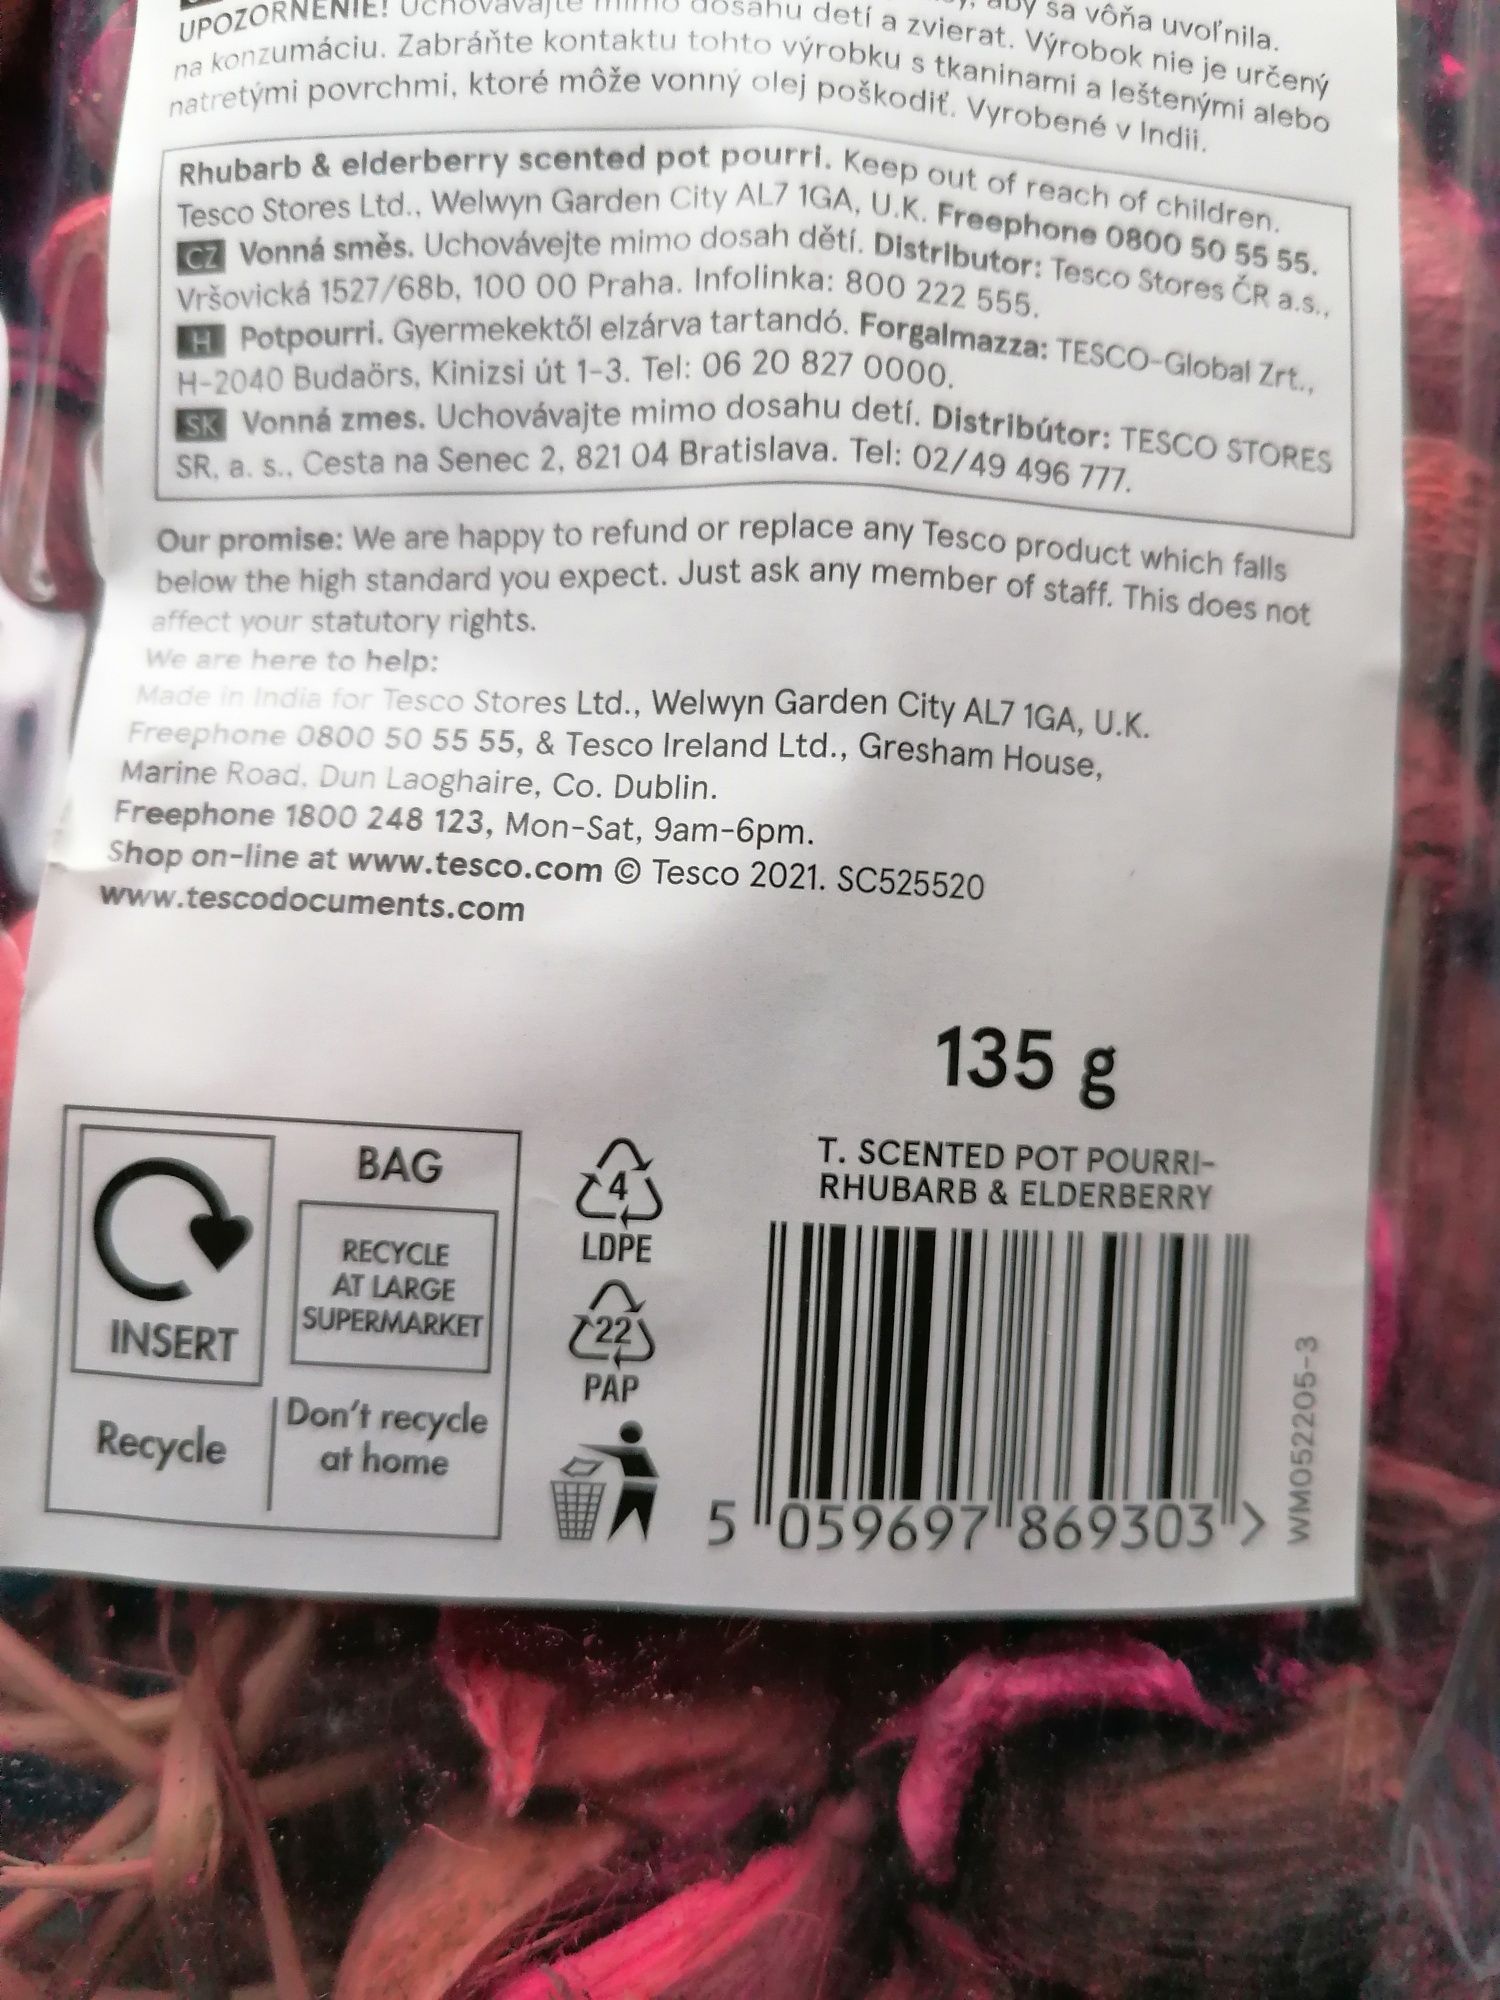 sa vôňa uvoľnila.
UPOZORNENIE! Uchovávajte mimo dosahu detí a zvierat. Výrobok nie je určený
na konzumáciu. Zabráňte kontaktu tohto výrobku s tkaninami a leštenými alebo
natretými povrchmi, ktoré môže vonný olej poškodiť. Vyrobené v Indii.
Rhubarb & elderberry scented pot pourri. Keep out of reach of children.
Tesco Stores Ltd., Welwyn Garden City AL7 1GA, U.K. Freephone 0800 50 55 55.
CZ Vonná směs. Uchovávejte mimo dosah dětí. Distributor: Tesco Stores ČR a.s.,
Vršovická 1527/68b, 100 00 Praha. Infolinka: 800 222 555.
H Potpourri. Gyermekektől elzárva tartandó. Forgalmazza: TESCO-Global Zrt.,
H-2040 Budaörs, Kinizsi út 1-3. Tel: 06 20 827 0000.
SK Vonná zmes. Uchovávajte mimo dosahu detí. Distribútor: TESCO STORES
SR, a. s., Cesta na Senec 2, 821 04 Bratislava. Tel: 02/49 496 777.
Our promise: We are happy to refund or replace any Tesco product which falls
below the high standard you expect. Just ask any member of staff. This does not
affect your statutory rights.
We are here to help:
Made in India for Tesco Stores Ltd., Welwyn Garden City AL7 1GA, U.K.
Freephone 0800 50 55 55, & Tesco Ireland Ltd., Gresham House,
Marine Road, Dun Laoghaire, Co. Dublin.
Freephone 1800 248 123, Mon-Sat, 9am-6pm.
Shop on-line at www.tesco.com © Tesco 2021. SC525520
www.tescodocuments.com
135 g
INSERT
Recycle
BAG
RECYCLE
AT LARGE
SUPERMARKET
Don't recycle
at home
4
LDPE
22
PAP
T. SCENTED POT POURRI-
RHUBARB & ELDERBERRY
5 059697 869303 >
WM052205-3